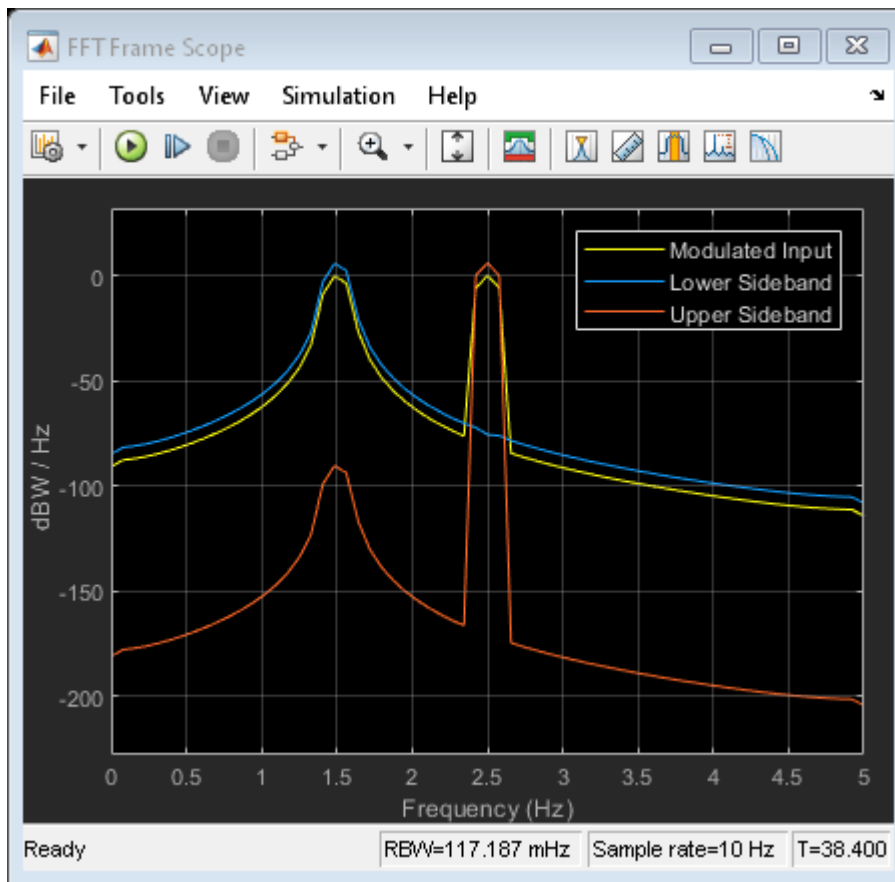 FFT Frame Scope
File Tools View Simulation Help
Modulated Input
Lower Sideband
Upper Sideband
0
-50
-100
-150
-200
dBW / Hz
0 0.5 1 1.5 2 2.5 3 3.5 4 4.5 5
Frequency (Hz)
Ready RBW=117.187 mHz Sample rate=10 Hz T=38.400